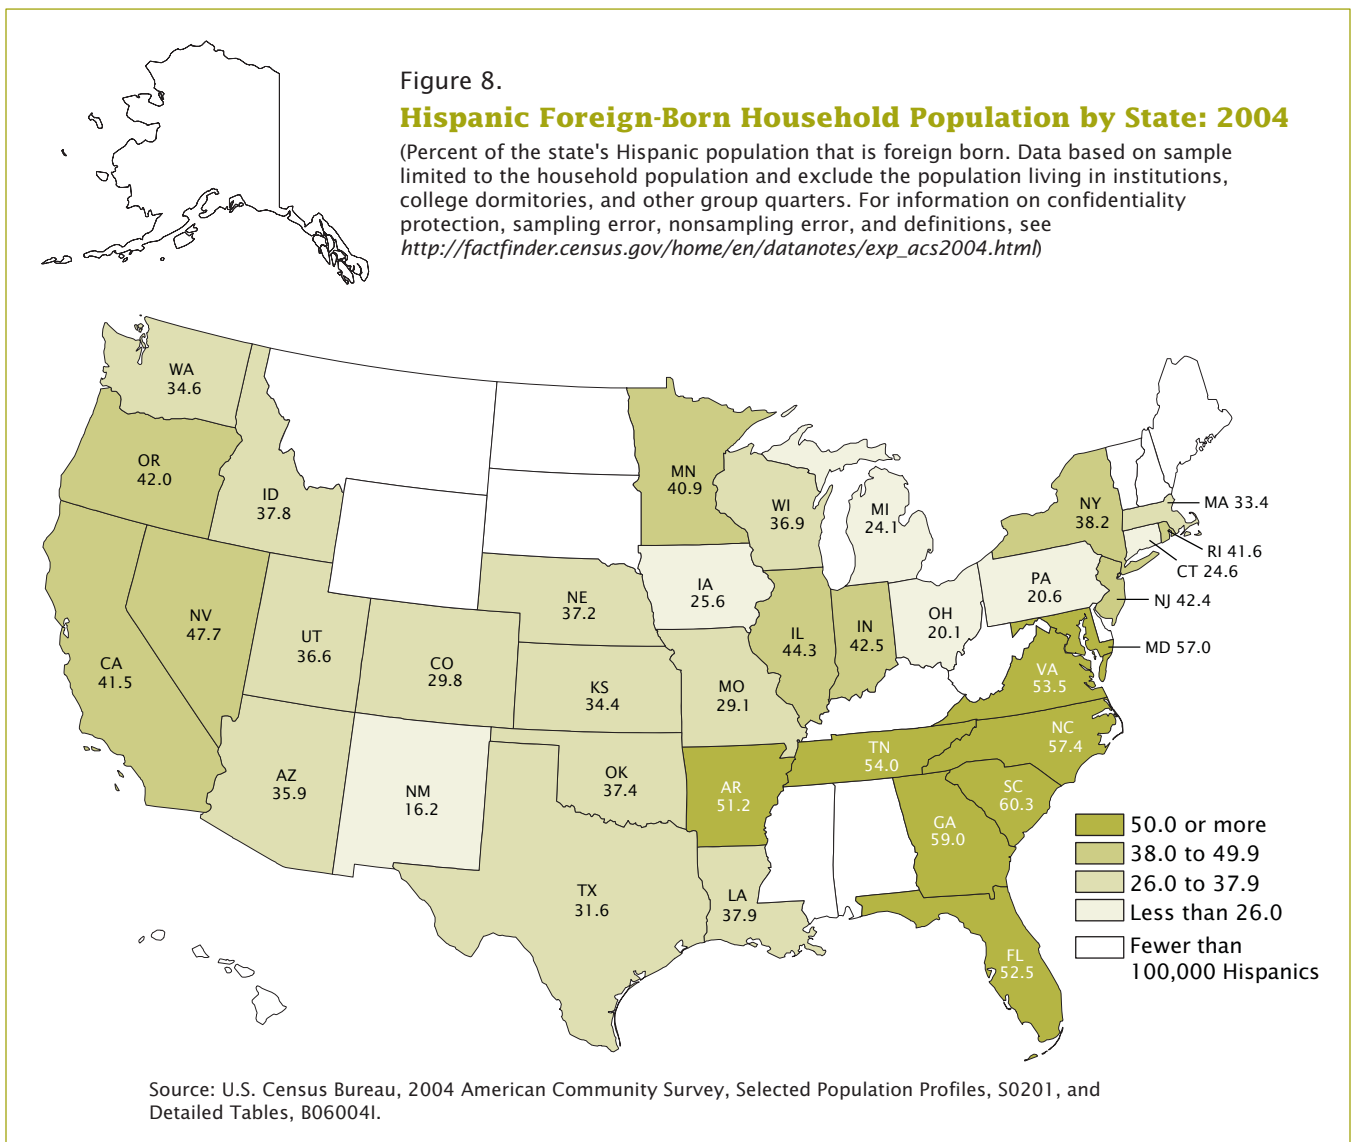 Figure 8.
Hispanic Foreign-Born Household Population by State: 2004
(Percent of the state's Hispanic population that is foreign born. Data based on sample
limited to the household population and exclude the population living in institutions,
college dormitories, and other group quarters. For information on confidentiality
protection, sampling error, nonsampling error, and definitions, see
http://factfinder.census.gov/home/en/datanotes/exp_acs2004.html)
WA
34.6
OR
42.0
ID
37.8
MN
40.9
WI
36.9
MI
24.1
NY
38.2
MA 33.4
RI 41.6
CT 24.6
NJ 42.4
MD 57.0
PA
20.6
OH
20.1
IN
42.5
IL
44.3
IA
25.6
NE
37.2
NV
47.7
UT
36.6
CO
29.8
CA
41.5
KS
34.4
MO
29.1
VA
53.5
NC
57.4
TN
54.0
SC
60.3
GA
59.0
AR
51.2
OK
37.4
AZ
35.9
NM
16.2
TX
31.6
LA
37.9
FL
52.5
50.0 or more
38.0 to 49.9
26.0 to 37.9
Less than 26.0
Fewer than
100,000 Hispanics
Source: U.S. Census Bureau, 2004 American Community Survey, Selected Population Profiles, S0201, and
Detailed Tables, B06004I.